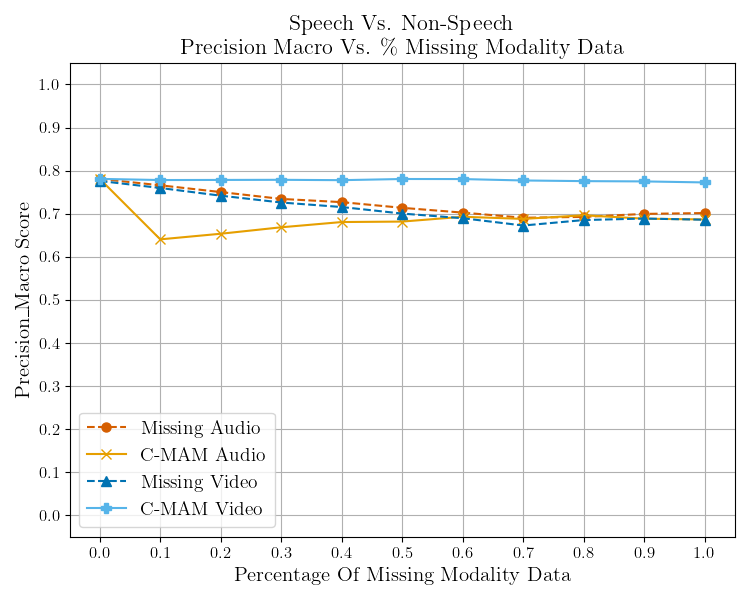 Speech Vs. Non-Speech
Precision Macro Vs. % Missing Modality Data
Precision_Macro Score
1.0
0.9
0.8
0.7
0.6
0.5
0.4
0.3
0.2
0.1
0.0
Missing Audio
C-MAM Audio
Missing Video
C-MAM Video
0.0 0.1 0.2 0.3 0.4 0.5 0.6 0.7 0.8 0.9 1.0
Percentage Of Missing Modality Data